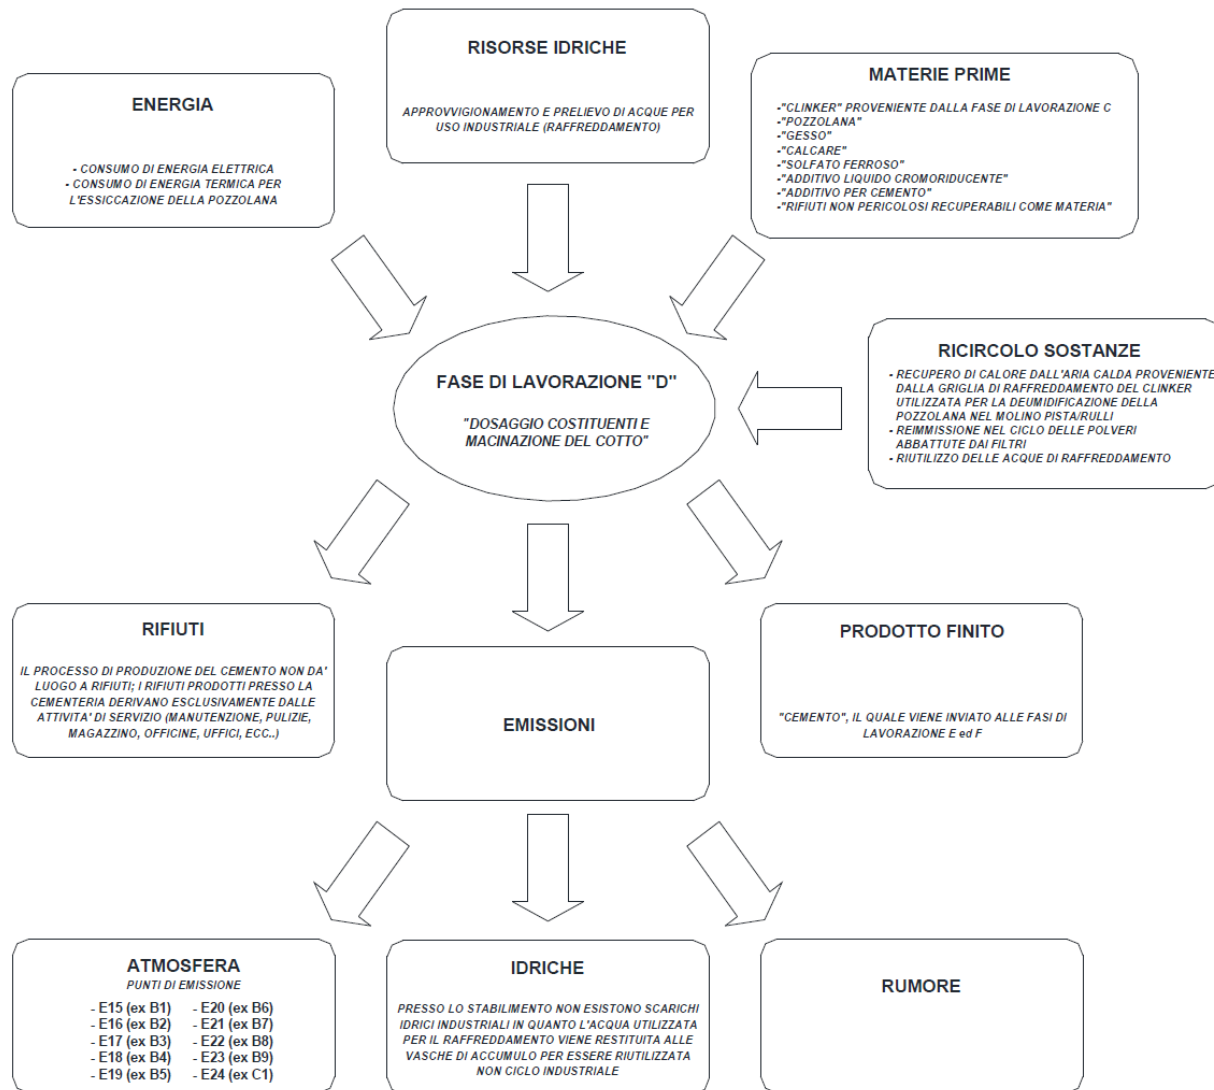 RISORSE IDRICHE
APPROVVIGIONAMENTO E PRELIEVO DI ACQUE PER
USO INDUSTRIALE (RAFFREDDAMENTO)
ENERGIA
- CONSUMO DI ENERGIA ELETTRICA
- CONSUMO DI ENERGIA TERMICA PER
L'ESSICCAZIONE DELLA POZZOLANA
MATERIE PRIME
-"CLINKER" PROVENIENTE DALLA FASE DI LAVORAZIONE C
-"POZZOLANA"
-"GESSO"
-"CALCARE"
-"SOLFATO FERROSO"
-"ADDITIVO LIQUIDO CROMORIDUCENTE"
-"ADDITIVO PER CEMENTO"
-"RIFIUTI NON PERICOLOSI RECUPERABILI COME MATERIA"
FASE DI LAVORAZIONE "D"
"DOSAGGIO COSTITUENTI E
MACINAZIONE DEL COTTO"
RICIRCOLO SOSTANZE
- RECUPERO DI CALORE DALL'ARIA CALDA PROVENIENTE
DALLA GRIGLIA DI RAFFREDDAMENTO DEL CLINKER
UTILIZZATA PER LA DEUMIDIFICAZIONE DELLA
POZZOLANA NEL MOLINO PISTA/RULLI
- REIMMISSIONE NEL CICLO DELLE POLVERI
ABBATTUTE DAI FILTRI
- RIUTILIZZO DELLE ACQUE DI RAFFREDDAMENTO
RIFIUTI
IL PROCESSO DI PRODUZIONE DEL CEMENTO NON DA'
LUOGO A RIFIUTI; I RIFIUTI PRODOTTI PRESSO LA
CEMENTERIA DERIVANO ESCLUSIVAMENTE DALLE
ATTIVITA' DI SERVIZIO (MANUTENZIONE, PULIZIE,
MAGAZZINO, OFFICINE, UFFICI, ECC..)
EMISSIONI
PRODOTTO FINITO
"CEMENTO", IL QUALE VIENE INVIATO ALLE FASI DI
LAVORAZIONE E ed F
ATMOSFERA
PUNTI DI EMISSIONE
- E15 (ex B1) - E20 (ex B6)
- E16 (ex B2) - E21 (ex B7)
- E17 (ex B3) - E22 (ex B8)
- E18 (ex B4) - E23 (ex B9)
- E19 (ex B5) - E24 (ex C1)
IDRICHE
PRESSO LO STABILIMENTO NON ESISTONO SCARICHI
IDRICI INDUSTRIALI IN QUANTO L'ACQUA UTILIZZATA
PER IL RAFFREDDAMENTO VIENE RESTITUITA ALLE
VASCHE DI ACCUMULO PER ESSERE RIUTILIZZATA
NON CICLO INDUSTRIALE
RUMORE